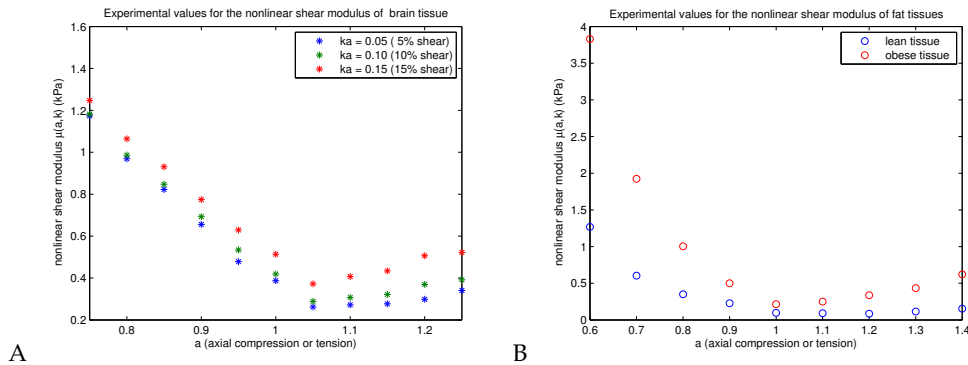 Experimental values for the nonlinear shear modulus of brain tissue
1.6
1.4
1.2
1
0.8
0.6
0.4
0.2
nonlinear shear modulus μ(a,k) (kPa)
ka = 0.05 ( 5% shear)
ka = 0.10 (10% shear)
ka = 0.15 (15% shear)
0.8
0.9
1
1.1
1.2
a (axial compression or tension)
A
Experimental values for the nonlinear shear modulus of fat tissues
4
3.5
3
2.5
2
1.5
1
0.5
0
nonlinear shear modulus μ(a,k) (kPa)
lean tissue
obese tissue
0.6
0.7
0.8
0.9
1
1.1
1.2
1.3
1.4
a (axial compression or tension)
B